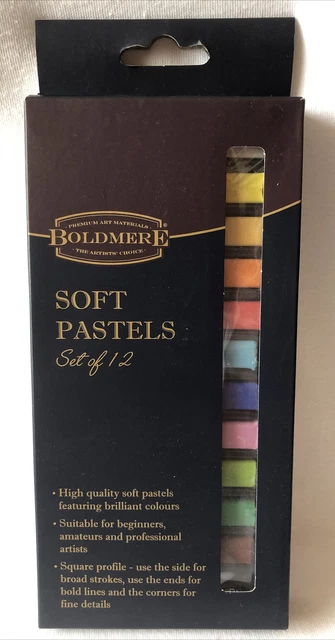 PREMIUM ART MATERIALS
BOLDMERE®
THE ARTISTS' CHOICE
SOFT
PASTELS
Set of 12
• High quality soft pastels
featuring brilliant colours
• Suitable for beginners,
amateurs and professional
artists
• Square profile - use the side for
broad strokes, use the ends for
bold lines and the corners for
fine details